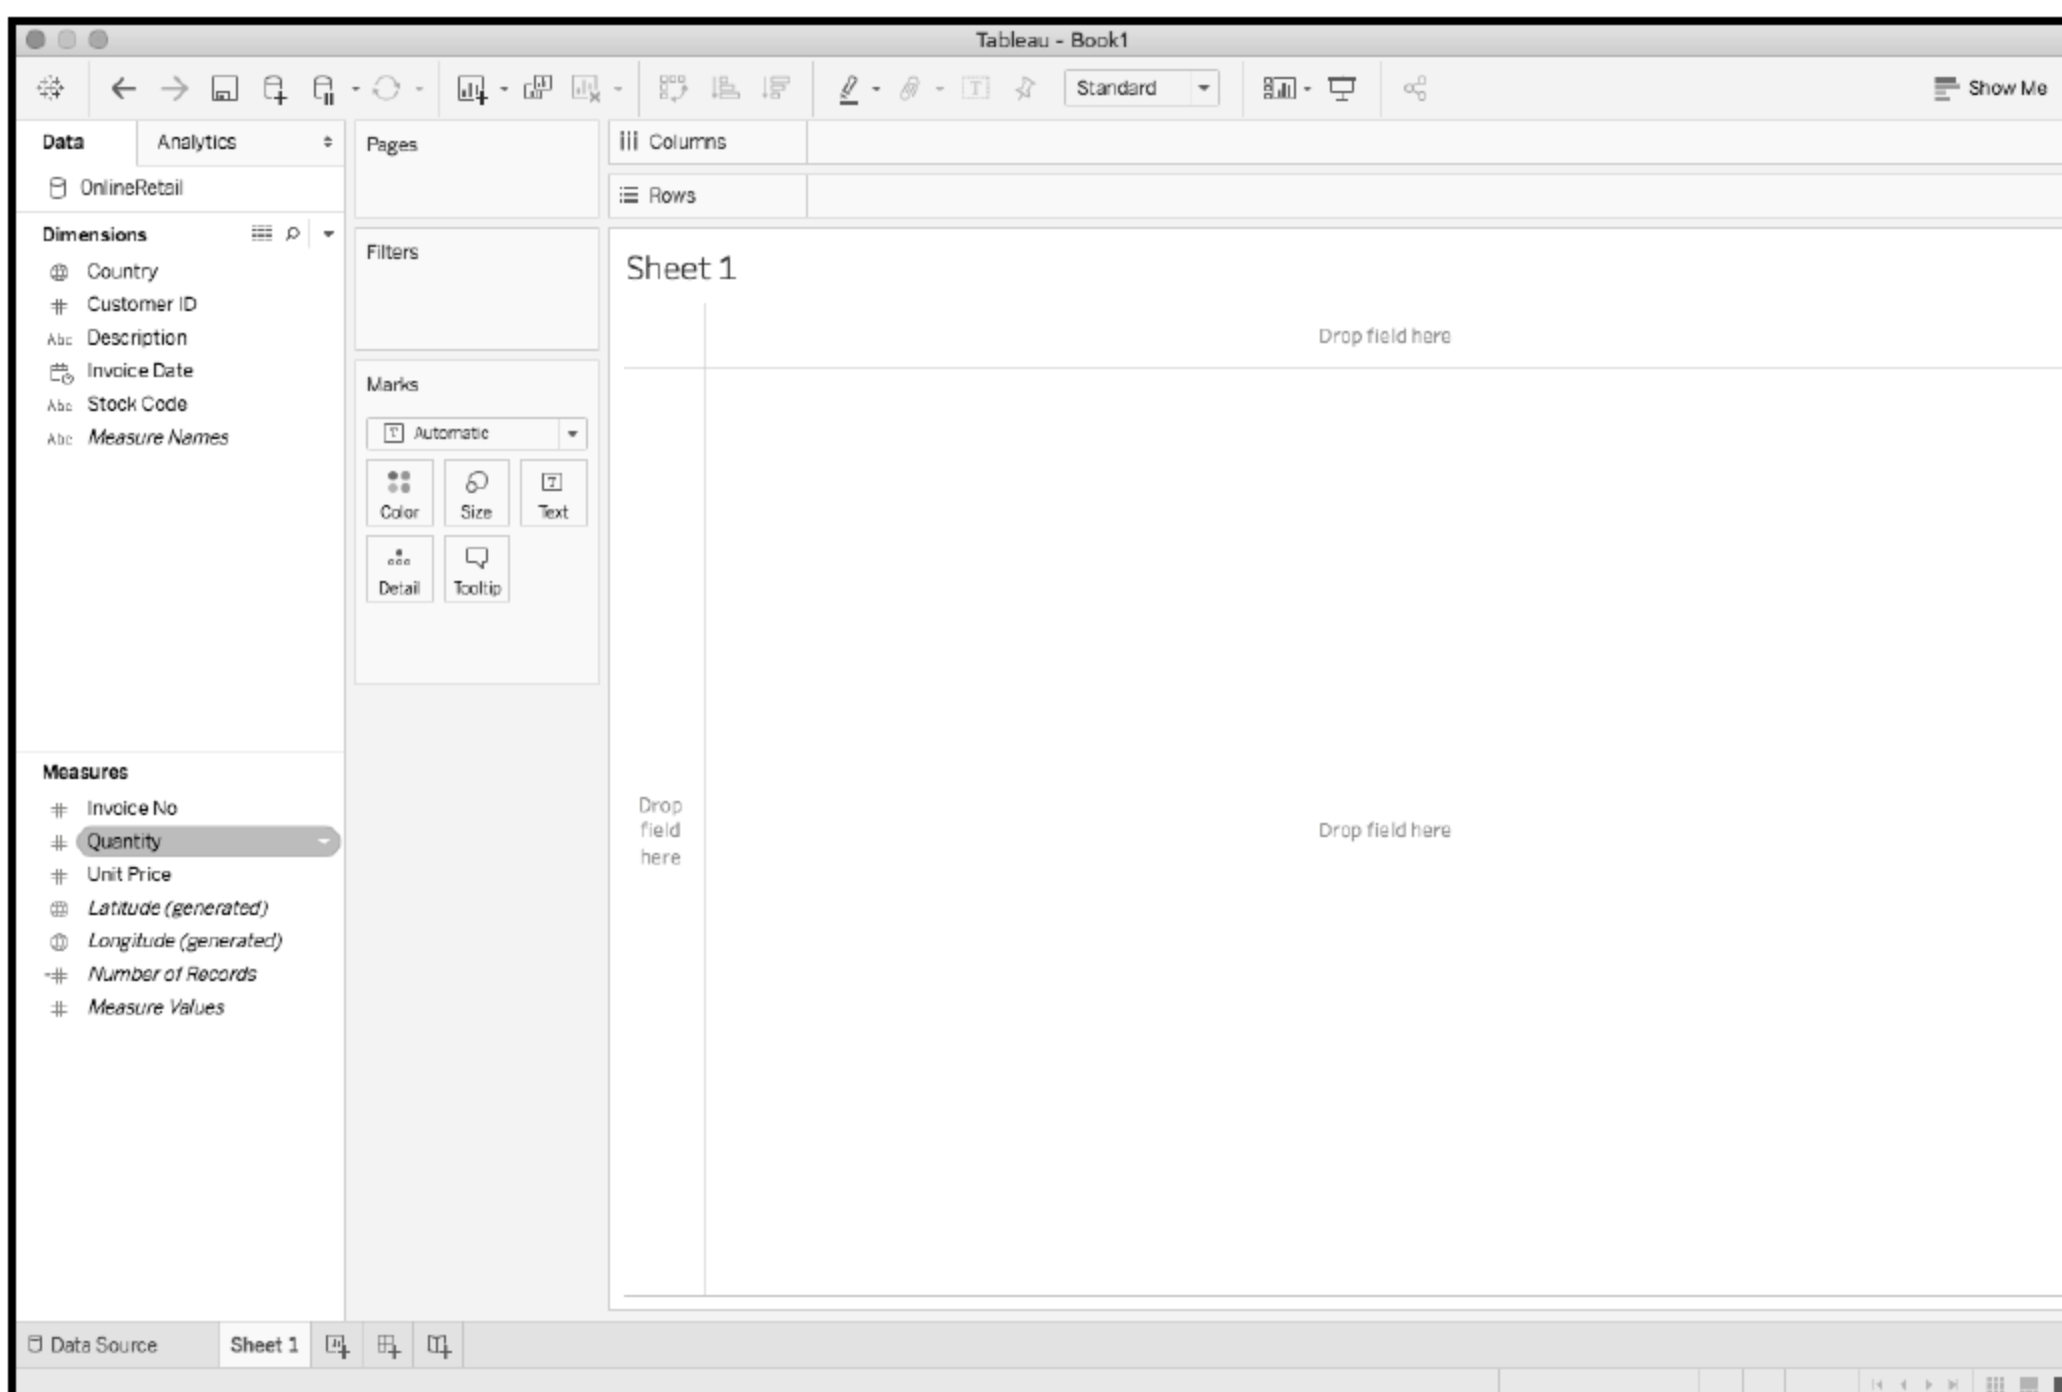 Tableau - Book1
Standard
Show Me
Data
Analytics
OnlineRetail
Dimensions
Country
Customer ID
Abc Description
Invoice Date
Abc Stock Code
Abc Measure Names
Measures
Invoice No
Quantity
Unit Price
Latitude (generated)
Longitude (generated)
Number of Records
Measure Values
Pages
Filters
Marks
Automatic
Color
Size
Text
Detail
Tooltip
Columns
Rows
Sheet 1
Drop field here
Drop
field
here
Drop field here
Data Source
Sheet 1